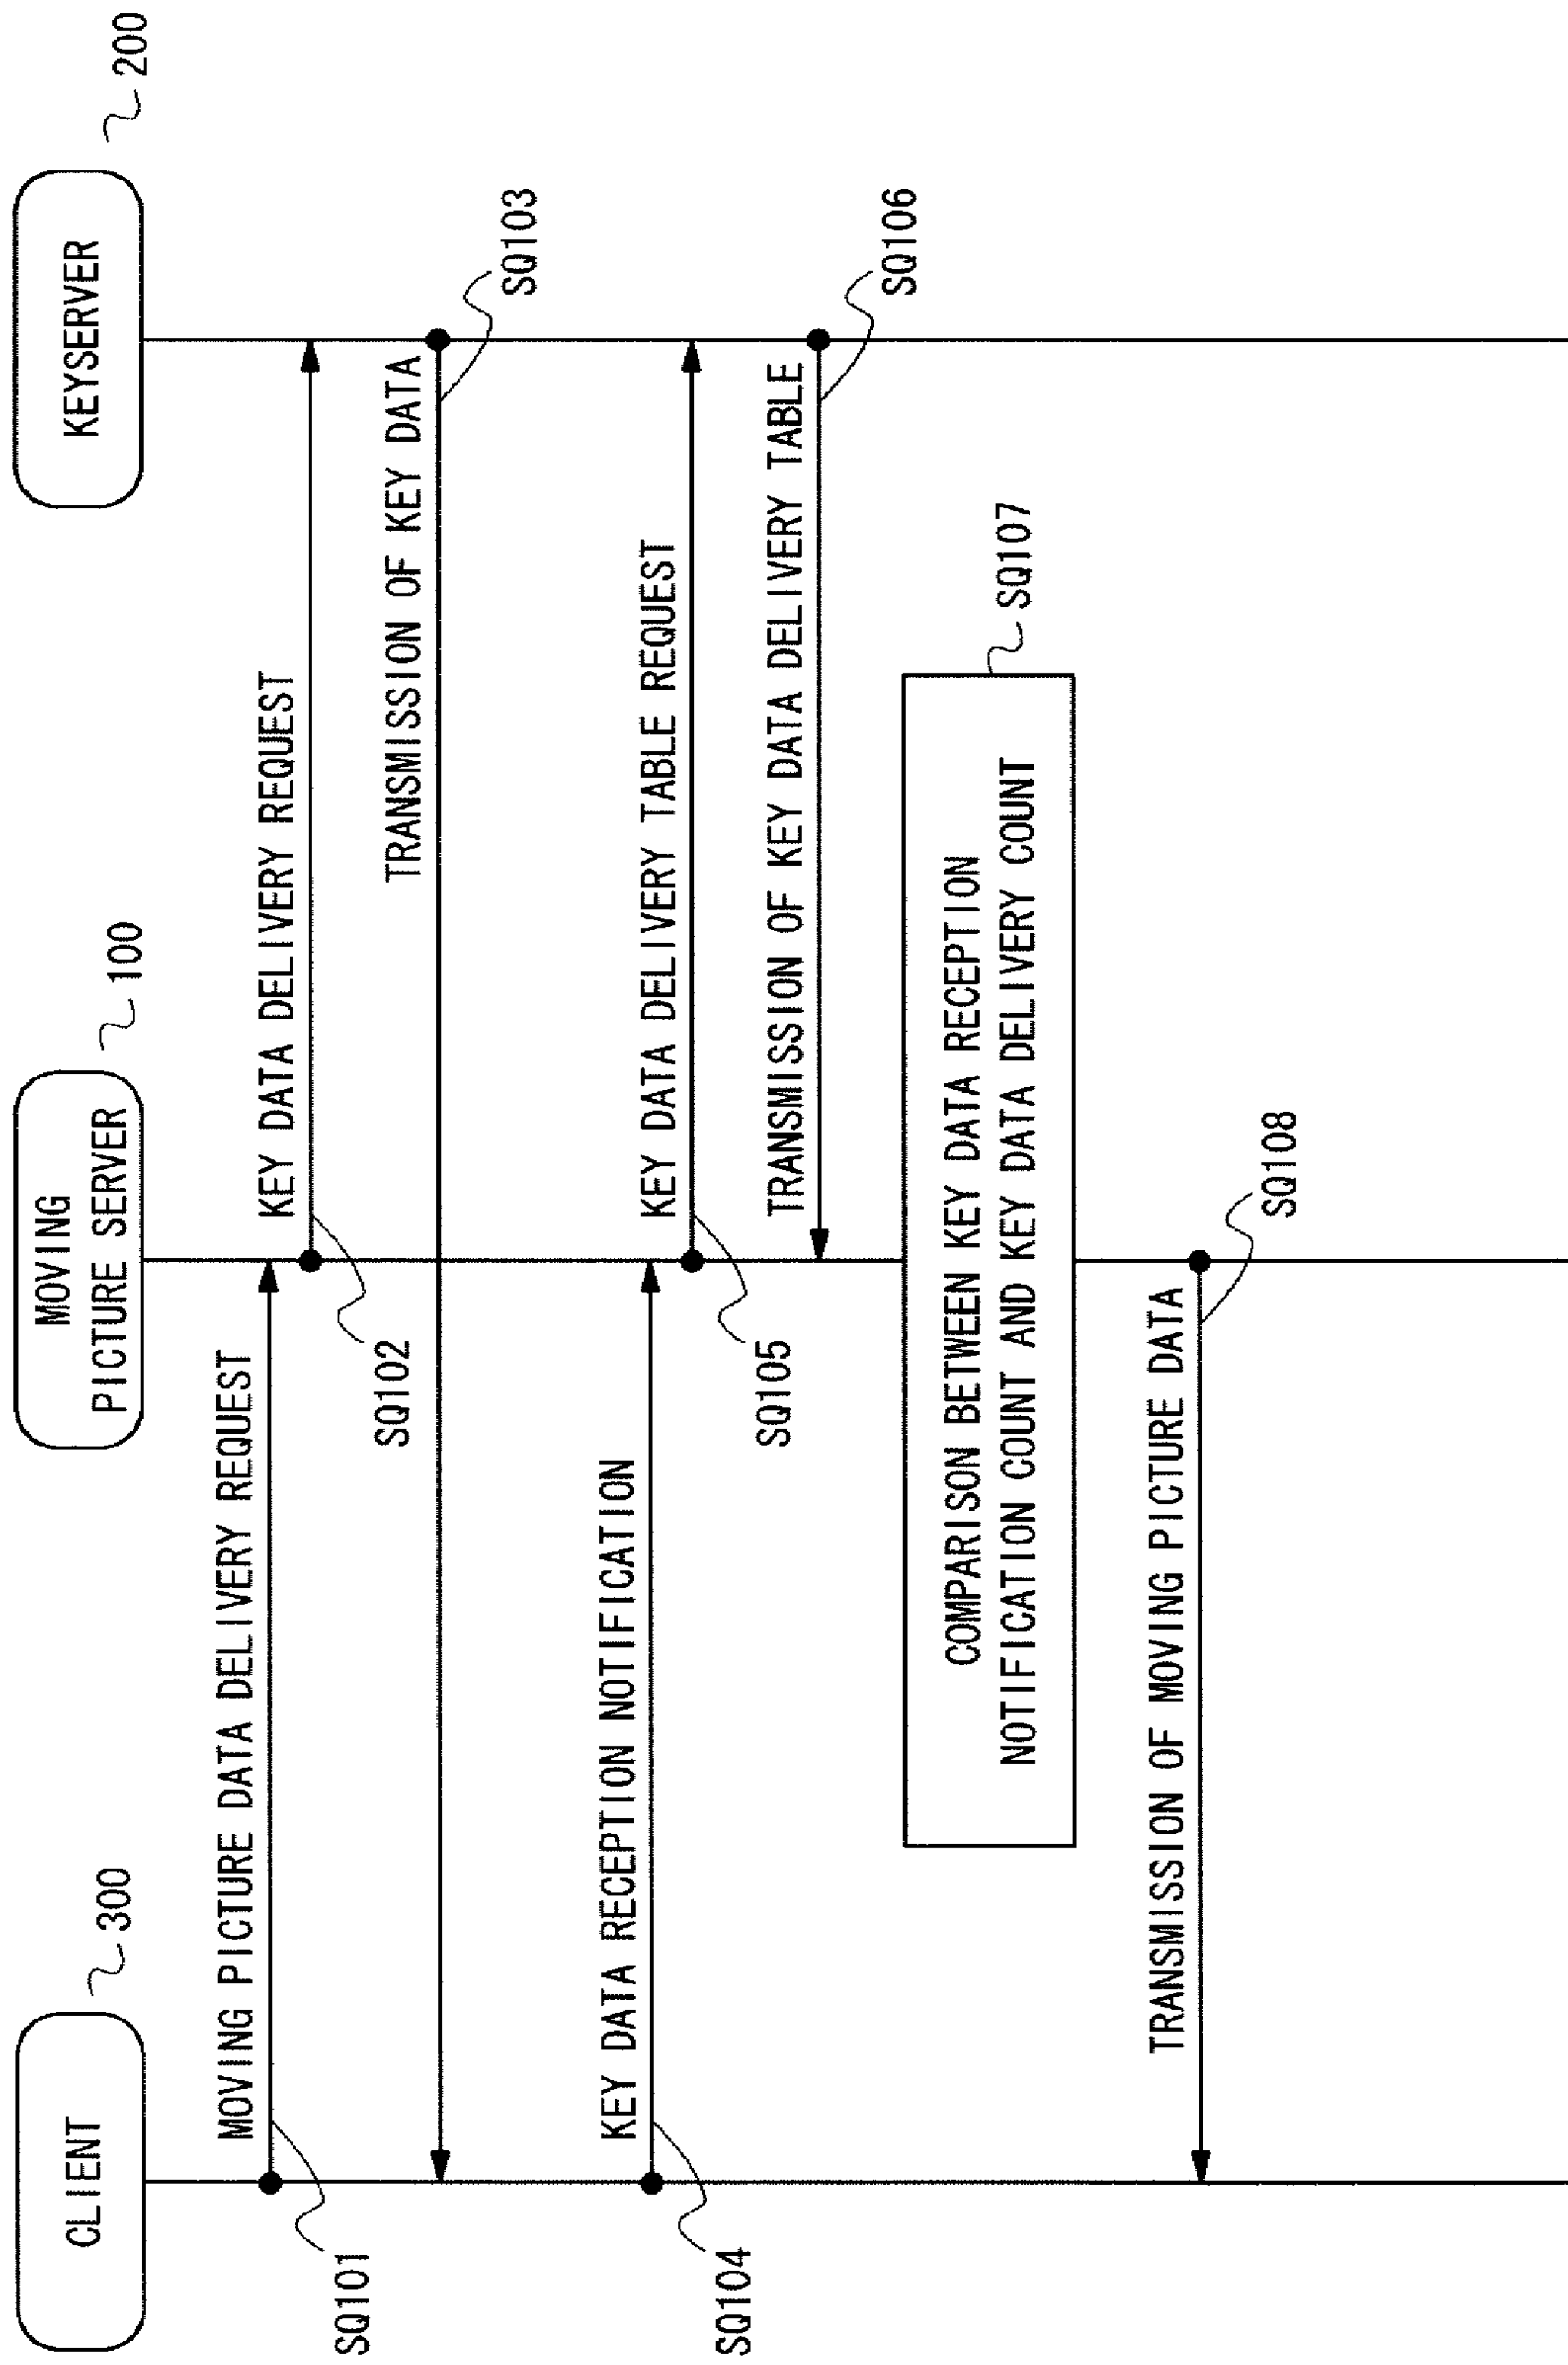 CLIENT
300
MOVING
PICTURE SERVER
100
KEYSERVER
200
MOVING PICTURE DATA DELIVERY REQUEST
SQ101
KEY DATA DELIVERY REQUEST
SQ102
TRANSMISSION OF KEY DATA
SQ103
KEY DATA RECEPTION NOTIFICATION
SQ104
KEY DATA DELIVERY TABLE REQUEST
SQ105
TRANSMISSION OF KEY DATA DELIVERY TABLE
SQ106
COMPARISON BETWEEN KEY DATA RECEPTION
NOTIFICATION COUNT AND KEY DATA DELIVERY COUNT
SQ107
TRANSMISSION OF MOVING PICTURE DATA
SQ108